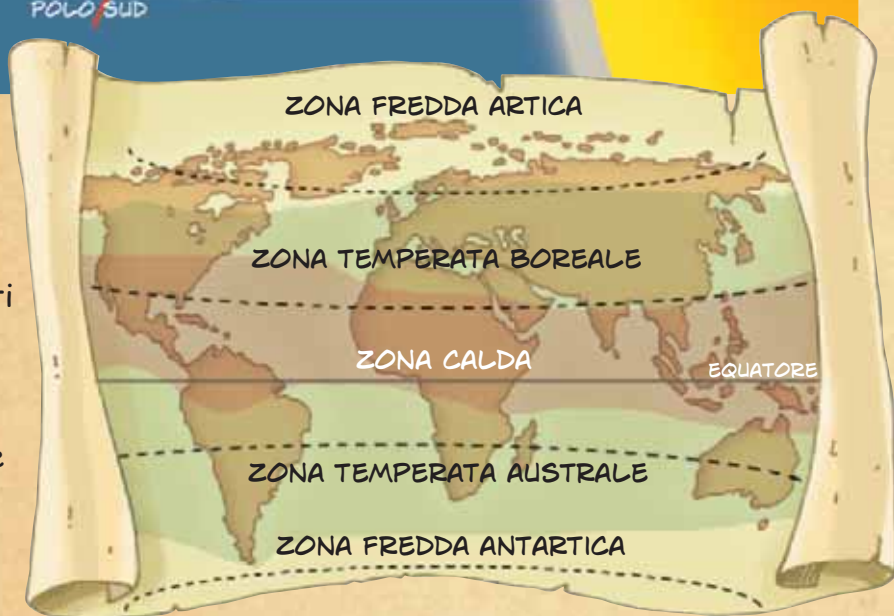 POLO SUD
ZONA FREDDA ARTICA
ZONA TEMPERATA BOREALE
ZONA CALDA
EQUATORE
ZONA TEMPERATA AUSTRALE
ZONA FREDDA ANTARTICA